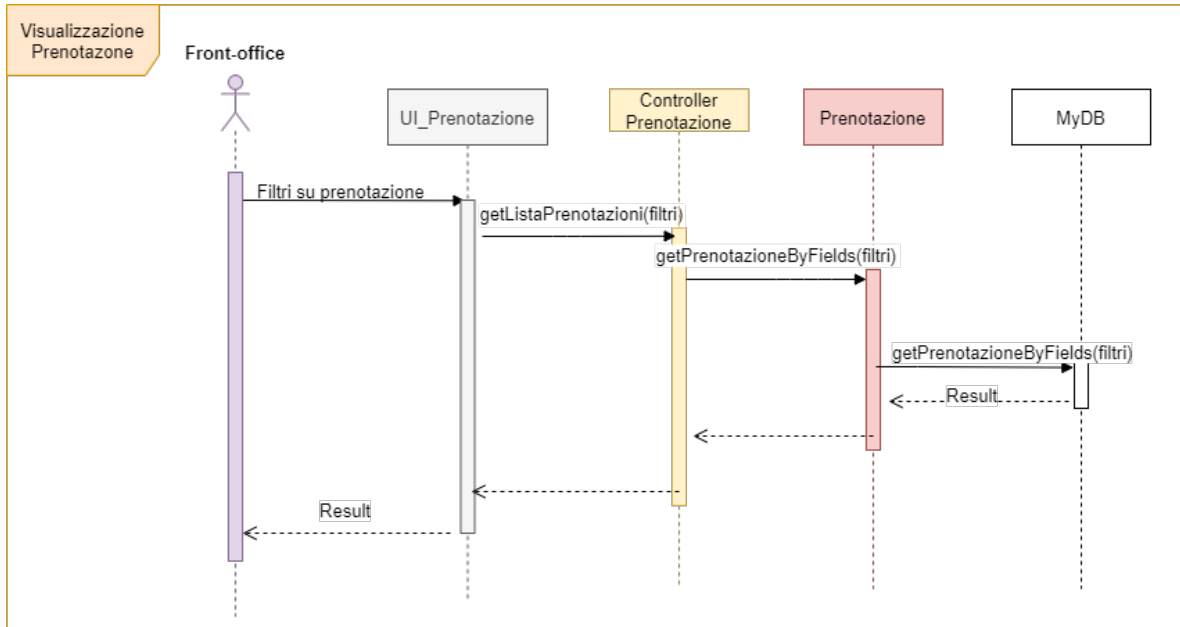 Visualizzazione
Prenotazone
Front-office
UI_Prenotazione
Controller
Prenotazione
Prenotazione
MyDB
Filtri su prenotazione
getListaPrenotazioni(filtri)
getPrenotazioneByFields(filtri)
getPrenotazioneByFields(filtri)
Result
Result